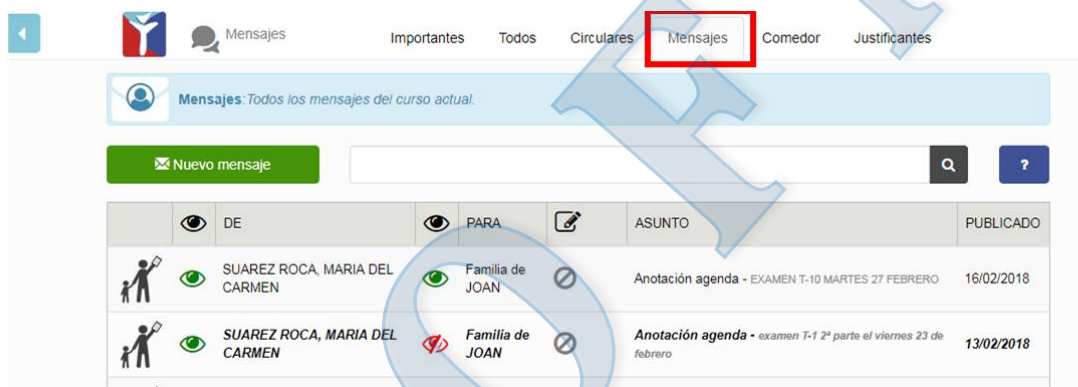 Mensajes Importantes Todos Circulares Mensajes Comedor Justificantes
Mensajes:Todos los mensajes del curso actual.
Nuevo mensaje ?
DE PARA ASUNTO PUBLICADO
SUAREZ ROCA, MARIA DEL CARMEN Familia de JOAN Anotación agenda - EXAMEN T-10 MARTES 27 FEBRERO 16/02/2018
SUAREZ ROCA, MARIA DEL CARMEN Familia de JOAN Anotación agenda - examen T-1 2ª parte el viernes 23 de febrero 13/02/2018